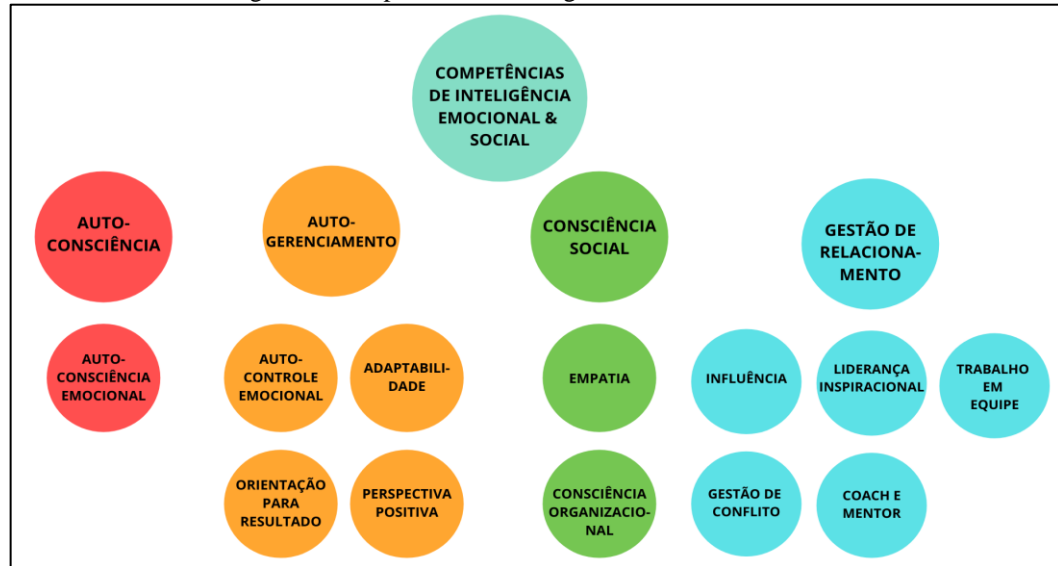 COMPETÊNCIAS
DE INTELIGÊNCIA
EMOCIONAL &
SOCIAL
AUTO-
CONSCIÊNCIA
AUTO-
GERENCIAMENTO
CONSCIÊNCIA
SOCIAL
GESTÃO DE
RELACIONA-
MENTO
AUTO-
CONSCIÊNCIA
EMOCIONAL
AUTO-
CONTROLE
EMOCIONAL
ADAPTABILI-
DADE
EMPATIA
INFLUÊNCIA
LIDERANÇA
INSPIRACIONAL
TRABALHO
EM
EQUIPE
ORIENTAÇÃO
PARA
RESULTADO
PERSPECTIVA
POSITIVA
CONSCIÊNCIA
ORGANIZACIO-
NAL
GESTÃO DE
CONFLITO
COACH E
MENTOR